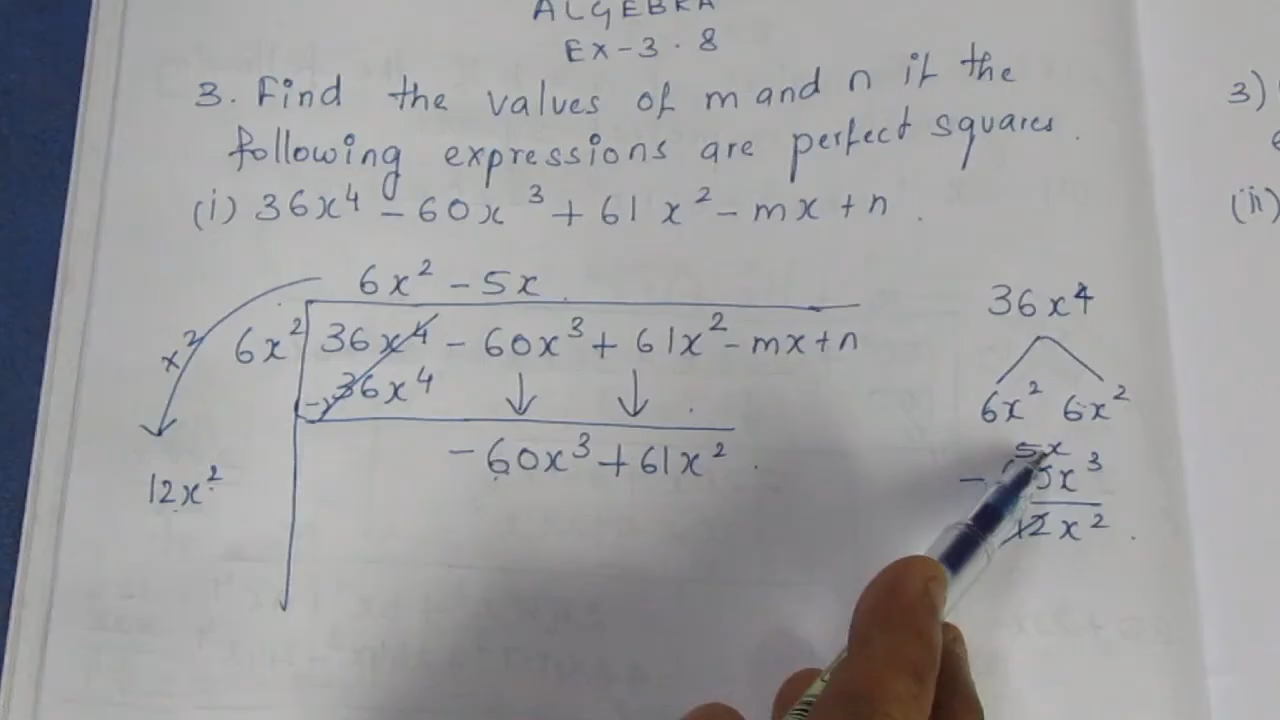 ALGEBRA
EX-3.8
3. Find the values of m and n if the
following expressions are perfect squares.
(i) 36x⁴ - 60x³ + 61x² - mx + n.
6x² - 5x
6x² 36x⁴ - 60x³ + 61x² - mx + n
(-) 36x⁴
-60x³ + 61x²
x2
12x²
36x4
6x² 6x²
5x
12x²
3)
(ii)